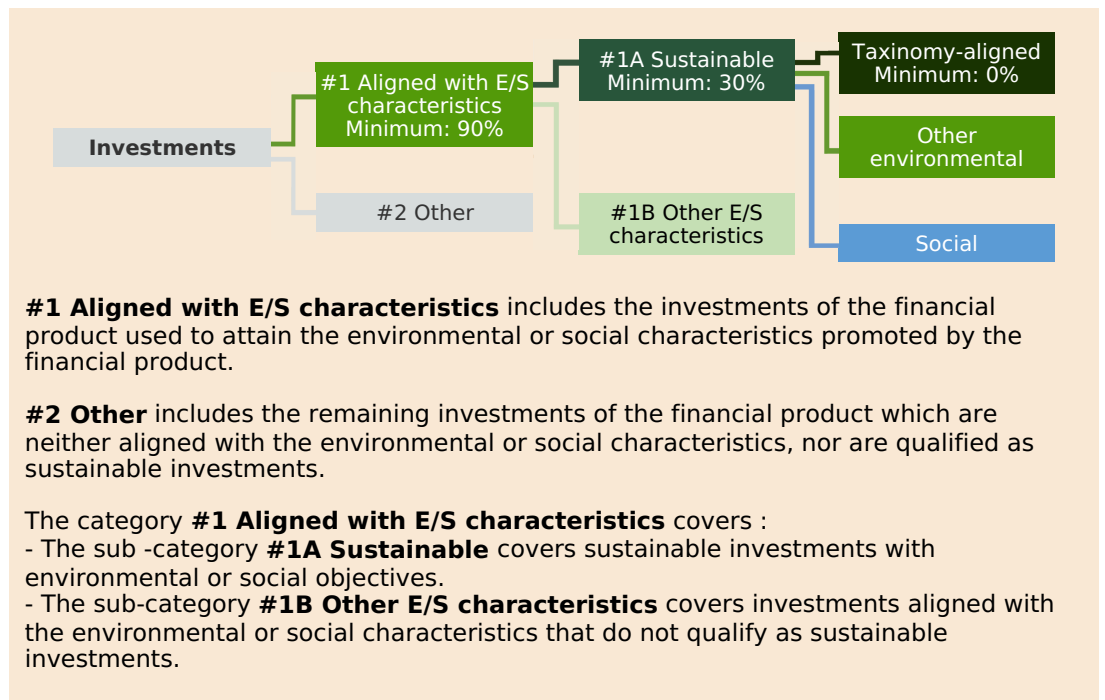 Investments
#1 Aligned with E/S
characteristics
Minimum: 90%
#2 Other
#1A Sustainable
Minimum: 30%
#1B Other E/S
characteristics
Taxinomy-aligned
Minimum: 0%
Other
environmental
Social
#1 Aligned with E/S characteristics includes the investments of the financial
product used to attain the environmental or social characteristics promoted by the
financial product.
#2 Other includes the remaining investments of the financial product which are
neither aligned with the environmental or social characteristics, nor are qualified as
sustainable investments.
The category #1 Aligned with E/S characteristics covers :
- The sub -category #1A Sustainable covers sustainable investments with
environmental or social objectives.
- The sub-category #1B Other E/S characteristics covers investments aligned with
the environmental or social characteristics that do not qualify as sustainable
investments.